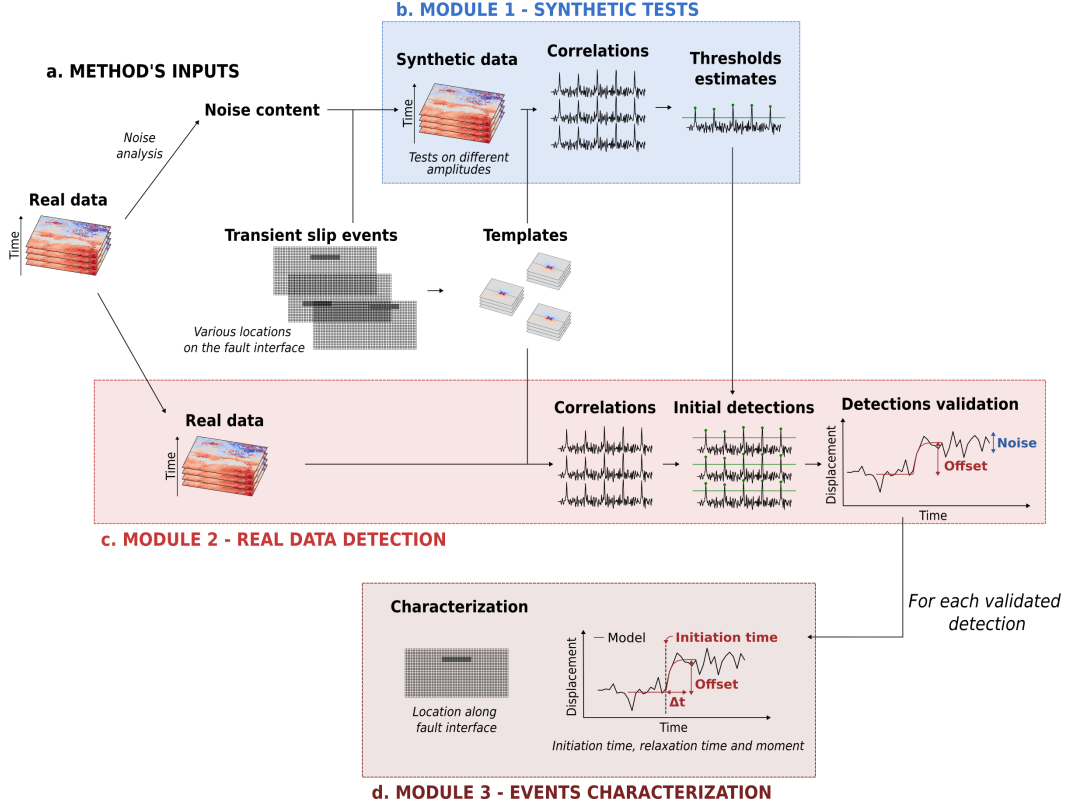 b. MODULE 1 - SYNTHETIC TESTS
a. METHOD'S INPUTS
Noise content
Noise
analysis
Real data
Time
Synthetic data
Time
Tests on different
amplitudes
Correlations
Thresholds
estimates
Transient slip events
Various locations
on the fault interface
Templates
Real data
Time
Correlations
Initial detections
Detections validation
Displacement
Noise
Offset
Time
c. MODULE 2 - REAL DATA DETECTION
For each validated
detection
Characterization
Location along
fault interface
Displacement
Model
Initiation time
Offset
Δt
Time
Initiation time, relaxation time and moment
d. MODULE 3 - EVENTS CHARACTERIZATION